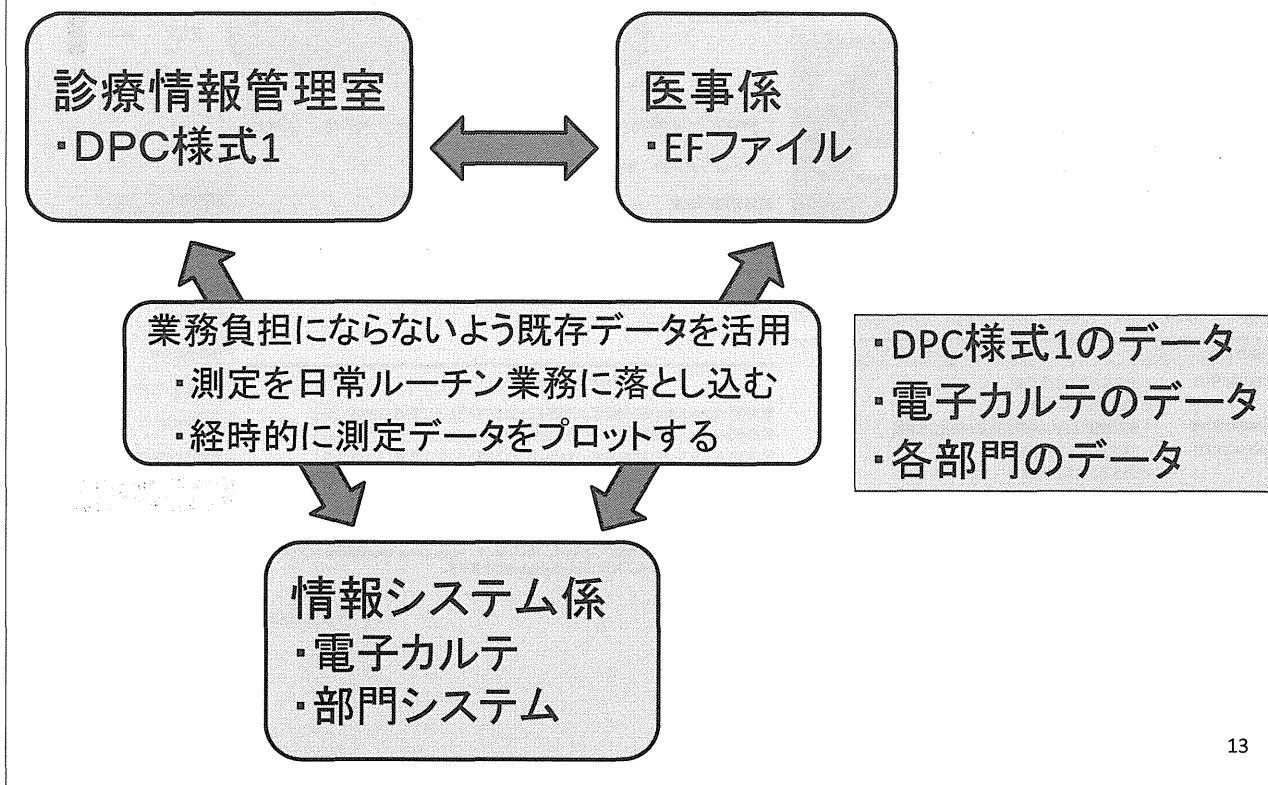 診療情報管理室
・DPC様式1
医事係
・EFファイル
業務負担にならないよう既存データを活用
・測定を日常ルーチン業務に落とし込む
・経時的に測定データをプロットする
・DPC様式1のデータ
・電子カルテのデータ
・各部門のデータ
情報システム係
・電子カルテ
・部門システム
13